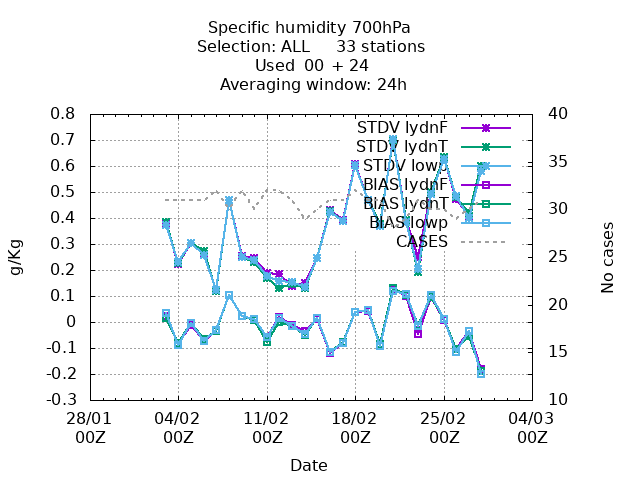 Specific humidity 700hPa
Selection: ALL 33 stations
Used 00 + 24
Averaging window: 24h
0.8
0.7
0.6
0.5
0.4
0.3
0.2
0.1
0
-0.1
-0.2
-0.3
g/Kg
STDV lydnF
STDV lydnT
STDV lowp
BIAS lydnF
BIAS lydnT
BIAS lowp
CASES
40
35
30
25
20
15
10
No cases
28/01 04/02 11/02 18/02 25/02 04/03
00Z 00Z 00Z 00Z 00Z 00Z
Date